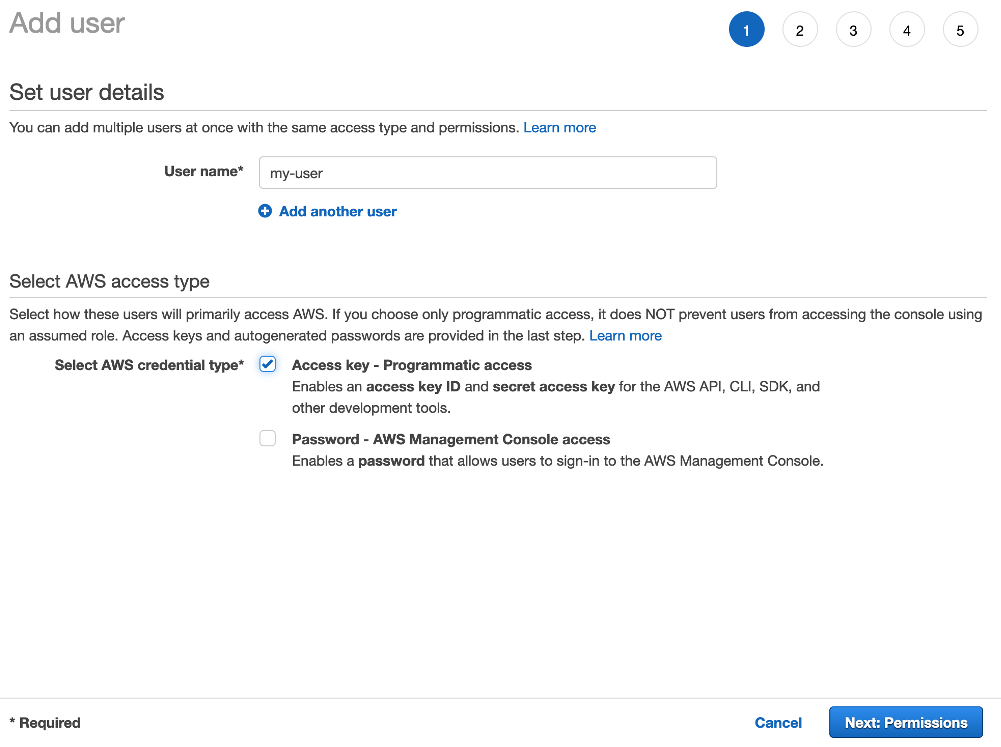 Add user
1 2 3 4 5
Set user details
You can add multiple users at once with the same access type and permissions. Learn more
User name* my-user
Add another user
Select AWS access type
Select how these users will primarily access AWS. If you choose only programmatic access, it does NOT prevent users from accessing the console using
an assumed role. Access keys and autogenerated passwords are provided in the last step. Learn more
Select AWS credential type* Access key - Programmatic access
Enables an access key ID and secret access key for the AWS API, CLI, SDK, and
other development tools.
Password - AWS Management Console access
Enables a password that allows users to sign-in to the AWS Management Console.
* Required Cancel Next: Permissions